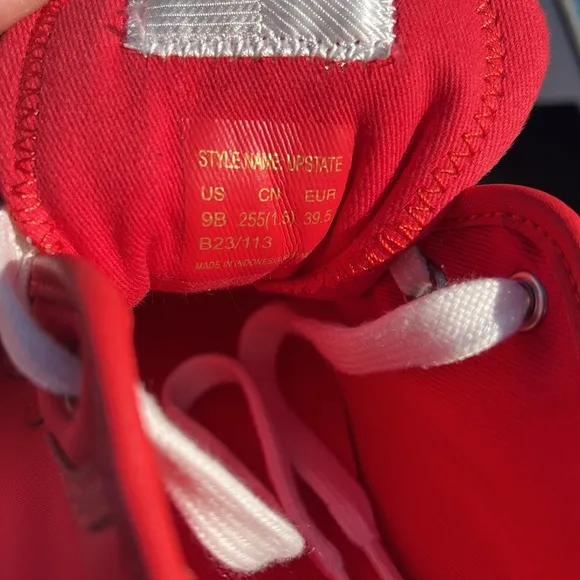 STYLE NAME: UPSTATE
US CN EUR
9B 255(1.5) 39.5
B23/113
MADE IN INDONESIA